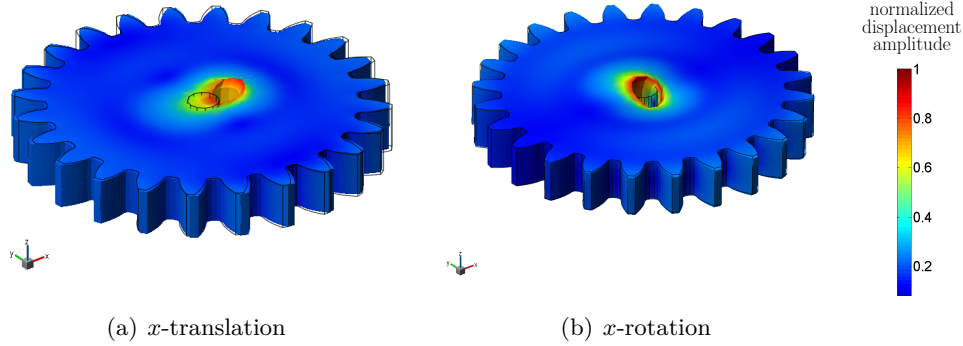 normalized
displacement
amplitude
1
0.8
0.6
0.4
0.2
z
y
x
z
y
x
(a) x-translation
(b) x-rotation